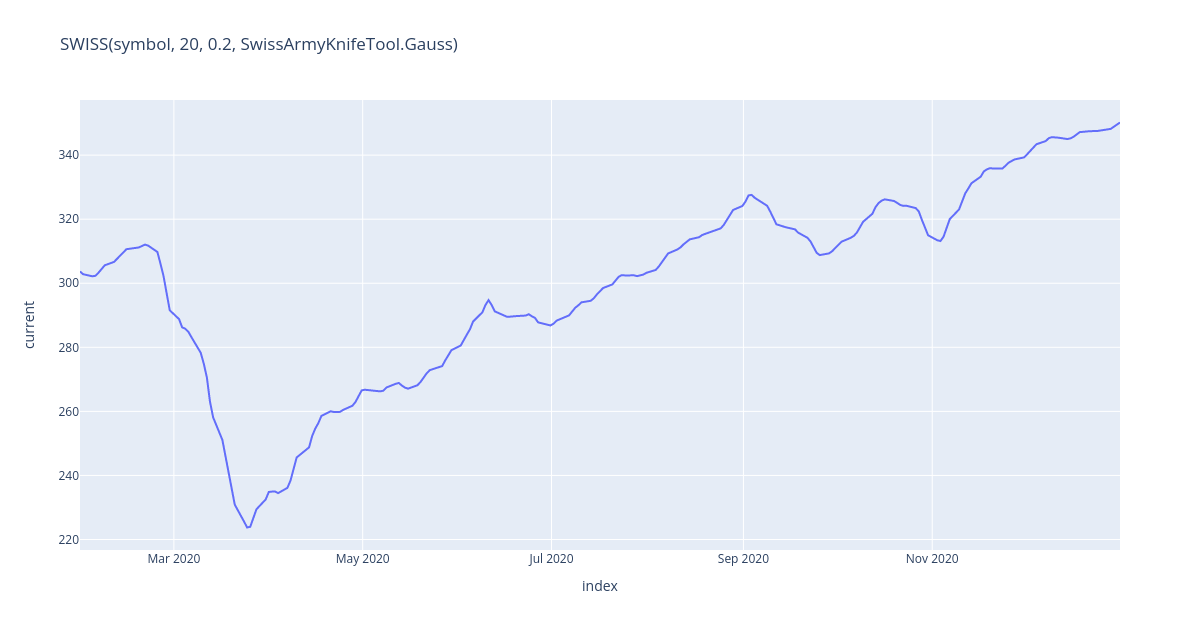 SWISS(symbol, 20, 0.2, SwissArmyKnifeTool.Gauss)
current
340
320
300
280
260
240
220
Mar 2020
May 2020
Jul 2020
Sep 2020
Nov 2020
index